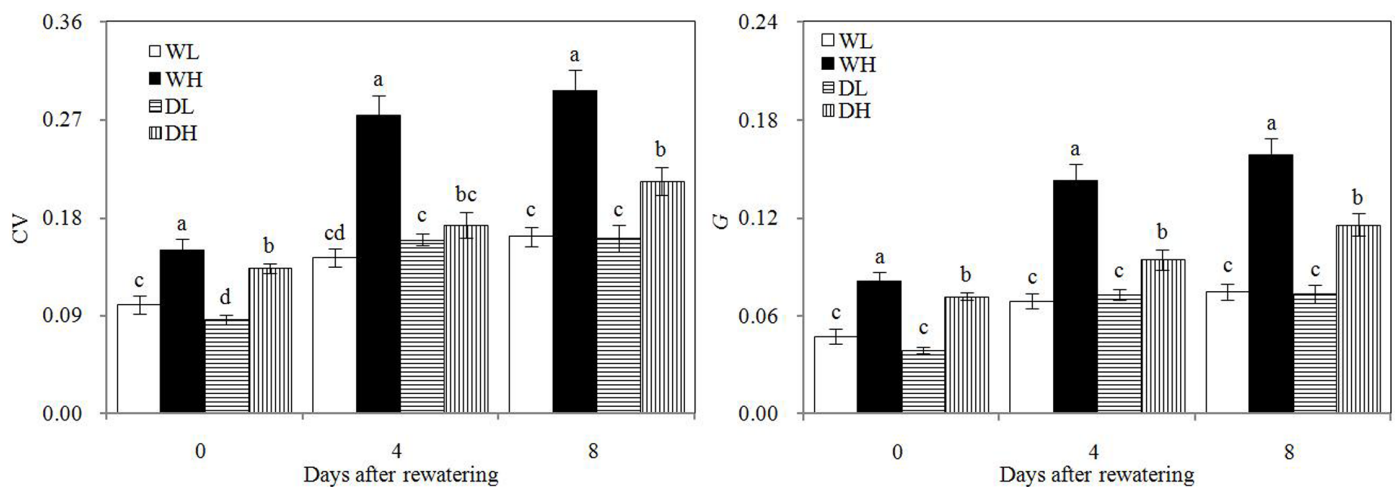 0.36
WL
WH
DL
DH
0.27
0.18
0.09
0.00
CV
c
a
d
b
cd
a
c
bc
c
a
c
b
0
4
8
Days after rewatering
0.24
WL
WH
DL
DH
0.18
0.12
0.06
0.00
G
c
a
c
b
c
a
c
b
c
a
c
b
0
4
8
Days after rewatering